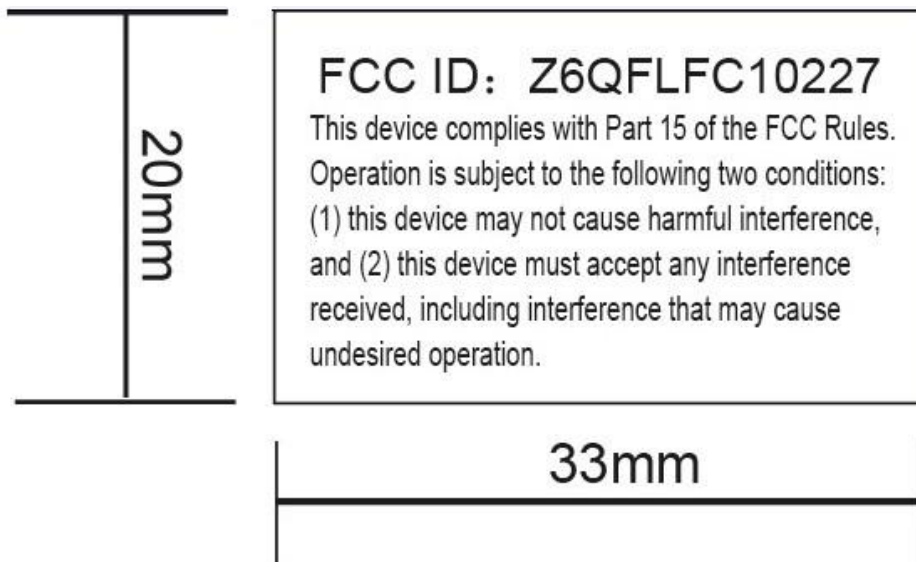 FCC ID：Z6QFLFC10227
This device complies with Part 15 of the FCC Rules.
Operation is subject to the following two conditions:
(1) this device may not cause harmful interference,
and (2) this device must accept any interference
received, including interference that may cause
undesired operation.
20mm
33mm